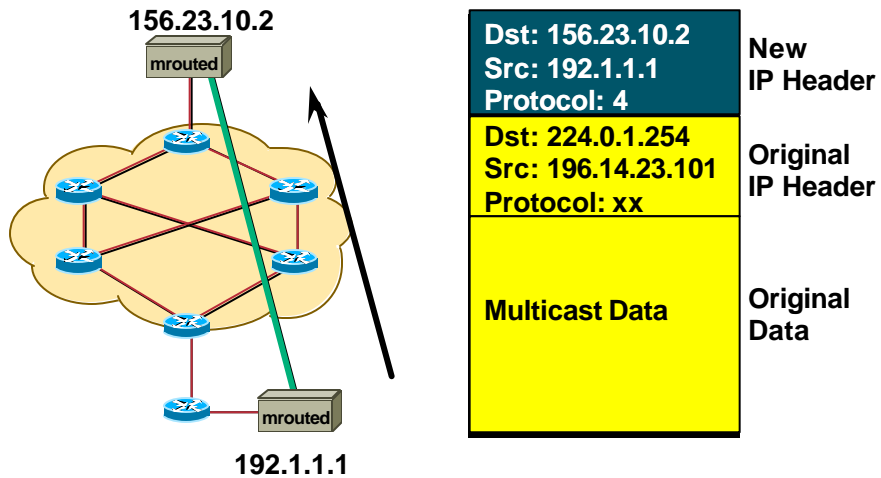 156.23.10.2
mrouted
mrouted
192.1.1.1
Dst: 156.23.10.2
Src: 192.1.1.1
Protocol: 4
New
IP Header
Dst: 224.0.1.254
Src: 196.14.23.101
Protocol: xx
Original
IP Header
Multicast Data
Original
Data